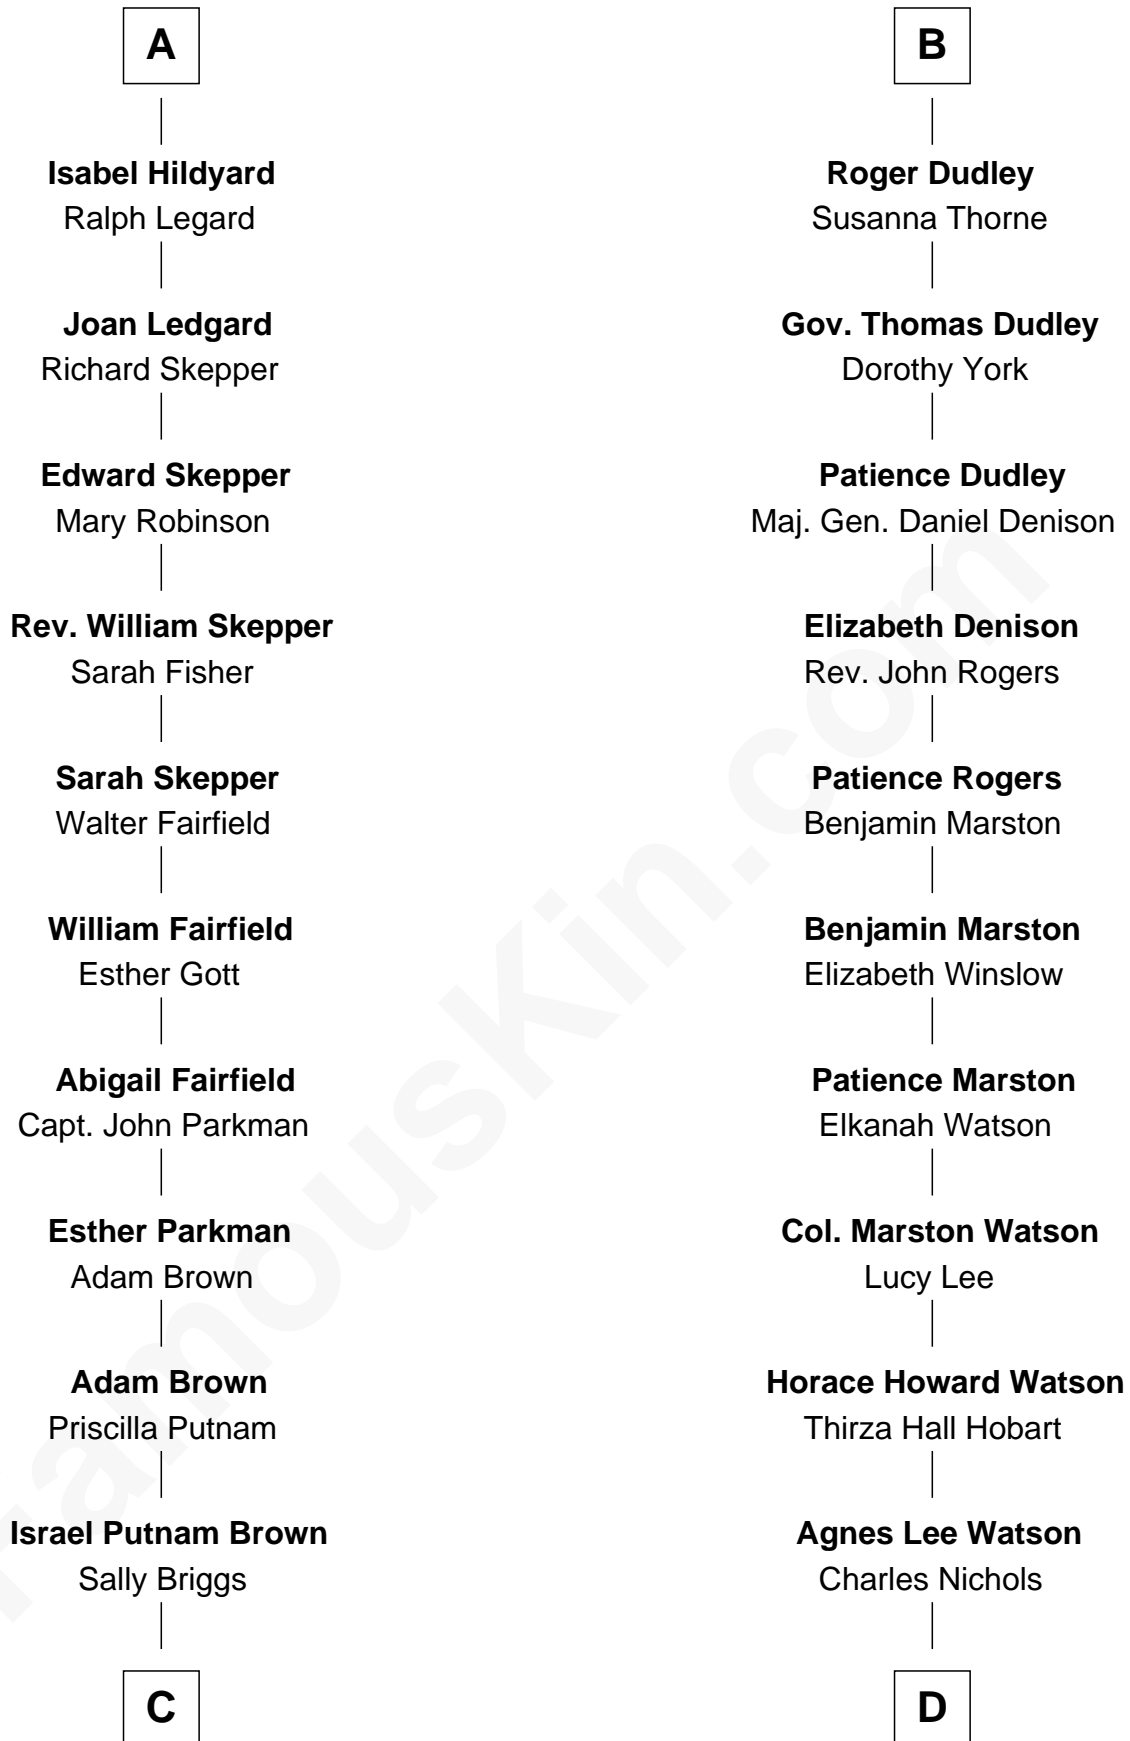 A
Isabel Hildyard
Ralph Legard
Joan Ledgard
Richard Skepper
Edward Skepper
Mary Robinson
Rev. William Skepper
Sarah Fisher
Sarah Skepper
Walter Fairfield
William Fairfield
Esther Gott
Abigail Fairfield
Capt. John Parkman
Esther Parkman
Adam Brown
Adam Brown
Priscilla Putnam
Israel Putnam Brown
Sally Briggs
C
B
Roger Dudley
Susanna Thorne
Gov. Thomas Dudley
Dorothy York
Patience Dudley
Maj. Gen. Daniel Denison
Elizabeth Denison
Rev. John Rogers
Patience Rogers
Benjamin Marston
Benjamin Marston
Elizabeth Winslow
Patience Marston
Elkanah Watson
Col. Marston Watson
Lucy Lee
Horace Howard Watson
Thirza Hall Hobart
Agnes Lee Watson
Charles Nichols
D
FamousKin.com